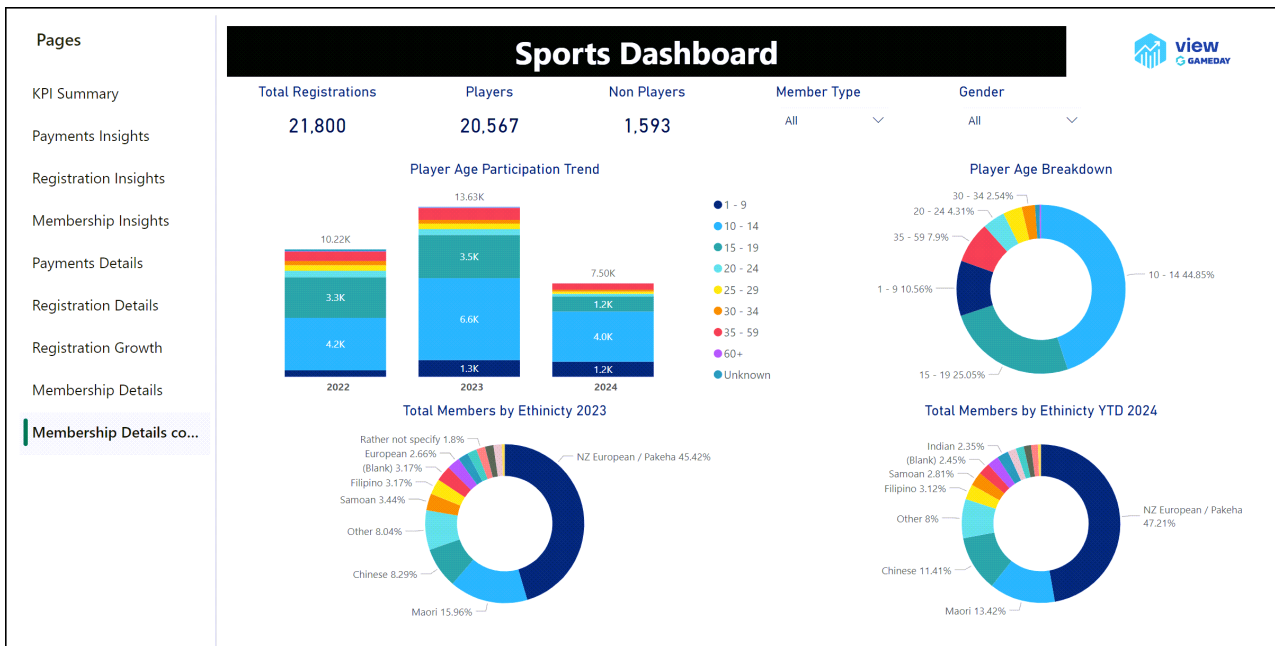 Pages
KPI Summary
Payments Insights
Registration Insights
Membership Insights
Payments Details
Registration Details
Registration Growth
Membership Details
Membership Details co...
Sports Dashboard
view
GAMEDAY
Total Registrations
21,800
Players
20,567
Non Players
1,593
Member Type
All
Gender
All
Player Age Participation Trend
10.22K
3.3K
4.2K
2022
13.63K
3.5K
6.6K
1.3K
2023
7.50K
1.2K
4.0K
1.2K
2024
1 - 9
10 - 14
15 - 19
20 - 24
25 - 29
30 - 34
35 - 59
60+
Unknown
Player Age Breakdown
30 - 34 2.54%
20 - 24 4.31%
35 - 59 7.9%
1 - 9 10.56%
15 - 19 25.05%
10 - 14 44.85%
Total Members by Ethinicty 2023
Rather not specify 1.8%
European 2.66%
(Blank) 3.17%
Filipino 3.17%
Samoan 3.44%
Other 8.04%
Chinese 8.29%
Maori 15.96%
NZ European / Pakeha 45.42%
Total Members by Ethinicty YTD 2024
Indian 2.35%
(Blank) 2.45%
Samoan 2.81%
Filipino 3.12%
Other 8%
Chinese 11.41%
Maori 13.42%
NZ European / Pakeha
47.21%